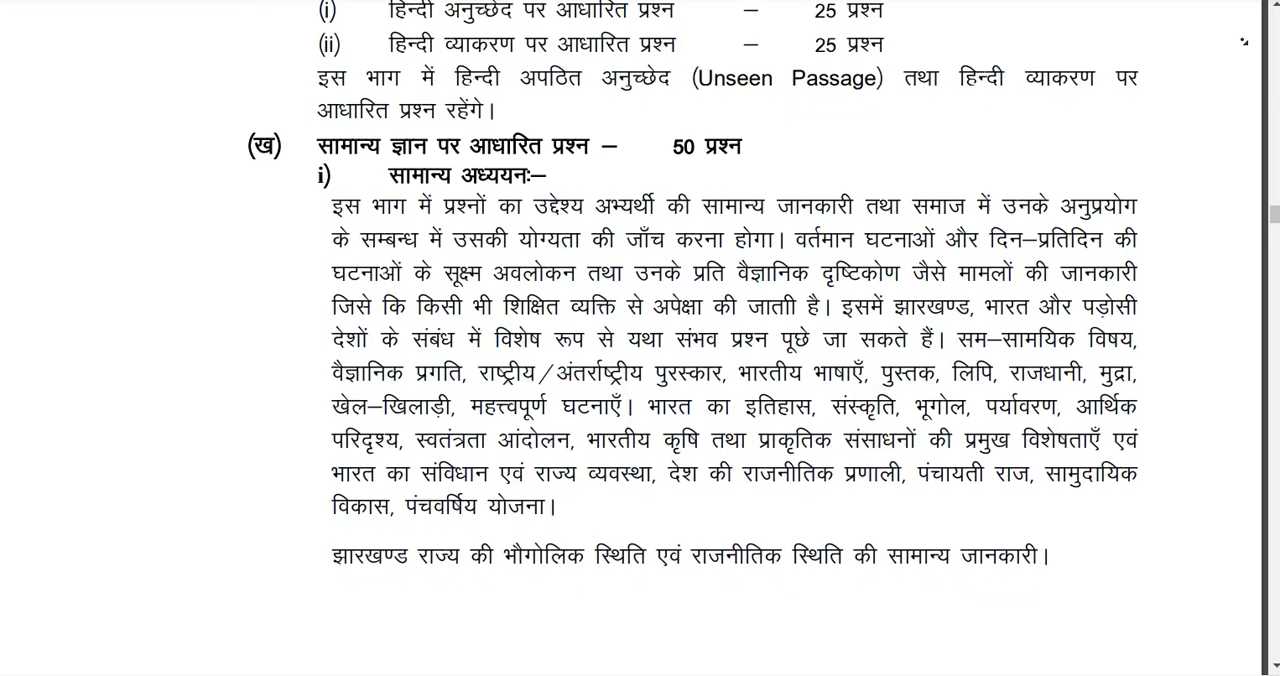 (i) हिन्दी अनुच्छेद पर आधारित प्रश्न – 25 प्रश्न
(ii) हिन्दी व्याकरण पर आधारित प्रश्न – 25 प्रश्न
इस भाग में हिन्दी अपठित अनुच्छेद (Unseen Passage) तथा हिन्दी व्याकरण पर
आधारित प्रश्न रहेंगे।
(ख) सामान्य ज्ञान पर आधारित प्रश्न – 50 प्रश्न
i) सामान्य अध्ययनः–
इस भाग में प्रश्नों का उद्देश्य अभ्यर्थी की सामान्य जानकारी तथा समाज में उनके अनुप्रयोग
के सम्बन्ध में उसकी योग्यता की जाँच करना होगा। वर्तमान घटनाओं और दिन–प्रतिदिन की
घटनाओं के सूक्ष्म अवलोकन तथा उनके प्रति वैज्ञानिक दृष्टिकोण जैसे मामलों की जानकारी
जिसे कि किसी भी शिक्षित व्यक्ति से अपेक्षा की जाताी है। इसमें झारखण्ड, भारत और पड़ोसी
देशों के संबंध में विशेष रूप से यथा संभव प्रश्न पूछे जा सकते हैं। सम–सामयिक विषय,
वैज्ञानिक प्रगति, राष्ट्रीय/अंतर्राष्ट्रीय पुरस्कार, भारतीय भाषाएँ, पुस्तक, लिपि, राजधानी, मुद्रा,
खेल–खिलाड़ी, महत्त्वपूर्ण घटनाएँ। भारत का इतिहास, संस्कृति, भूगोल, पर्यावरण, आर्थिक
परिदृश्य, स्वतंत्रता आंदोलन, भारतीय कृषि तथा प्राकृतिक संसाधनों की प्रमुख विशेषताएँ एवं
भारत का संविधान एवं राज्य व्यवस्था, देश की राजनीतिक प्रणाली, पंचायती राज, सामुदायिक
विकास, पंचवर्षिय योजना।
झारखण्ड राज्य की भौगोलिक स्थिति एवं राजनीतिक स्थिति की सामान्य जानकारी।